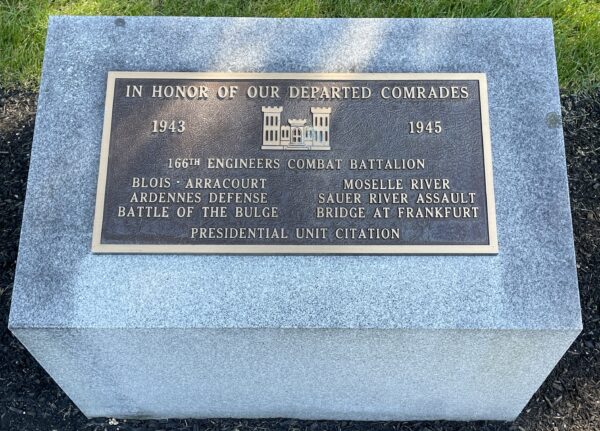 IN HONOR OF OUR DEPARTED COMRADES
1943 1945
166TH ENGINEERS COMBAT BATTALION
BLOIS - ARRACOURT MOSELLE RIVER
ARDENNES DEFENSE SAUER RIVER ASSAULT
BATTLE OF THE BULGE BRIDGE AT FRANKFURT
PRESIDENTIAL UNIT CITATION